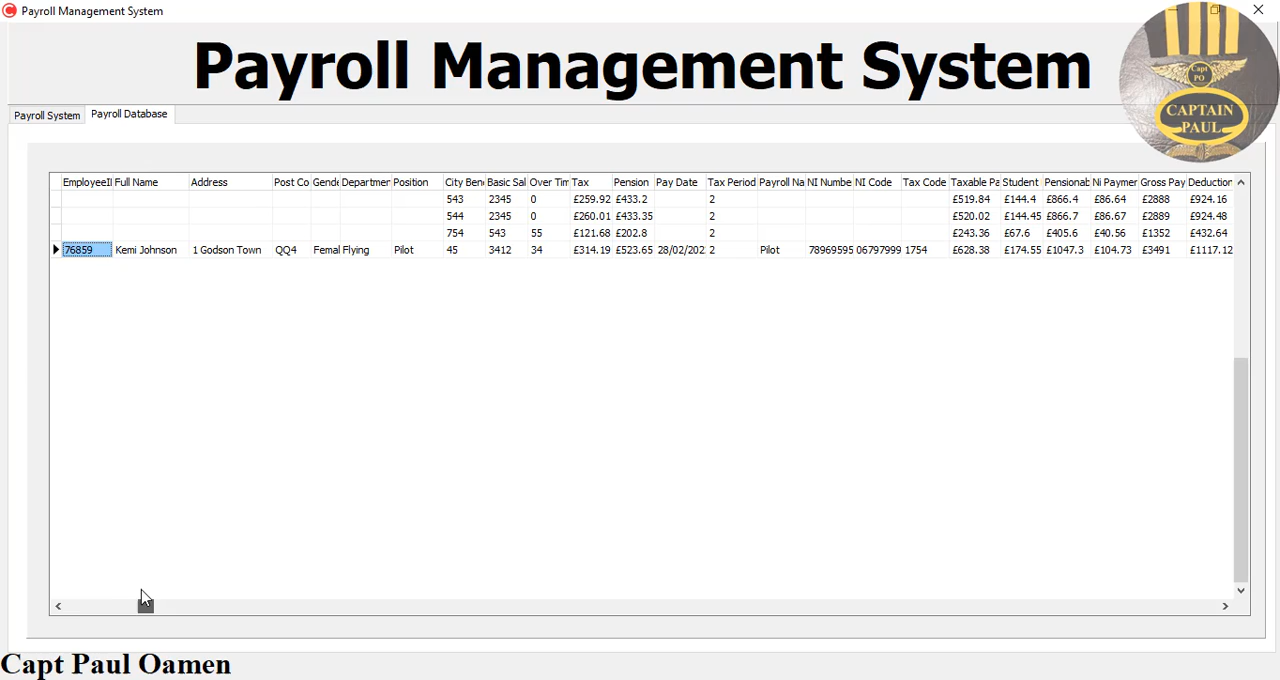 Payroll Management System
Payroll Management System
Capt
PO
CAPTAIN
PAUL
Payroll System Payroll Database
EmployeeI Full Name Address Post Co Gende Departmen Position City Ben Basic Sal Over Tim Tax Pension Pay Date Tax Period Payroll Na NI Numbe NI Code Tax Code Taxable Pa Student Pensionab Ni Paymer Gross Pay Deduction
543 2345 0 £259.92 £433.2 2 £519.84 £144.4 £866.4 £86.64 £2888 £924.16
544 2345 0 £260.01 £433.35 2 £520.02 £144.45 £866.7 £86.67 £2889 £924.48
754 543 55 £121.68 £202.8 2 £243.36 £67.6 £405.6 £40.56 £1352 £432.64
76859 Kemi Johnson 1 Godson Town QQ4 Femal Flying Pilot 45 3412 34 £314.19 £523.65 28/02/202 2 Pilot 78969595 06797999 1754 £628.38 £174.55 £1047.3 £104.73 £3491 £1117.12
Capt Paul Oamen